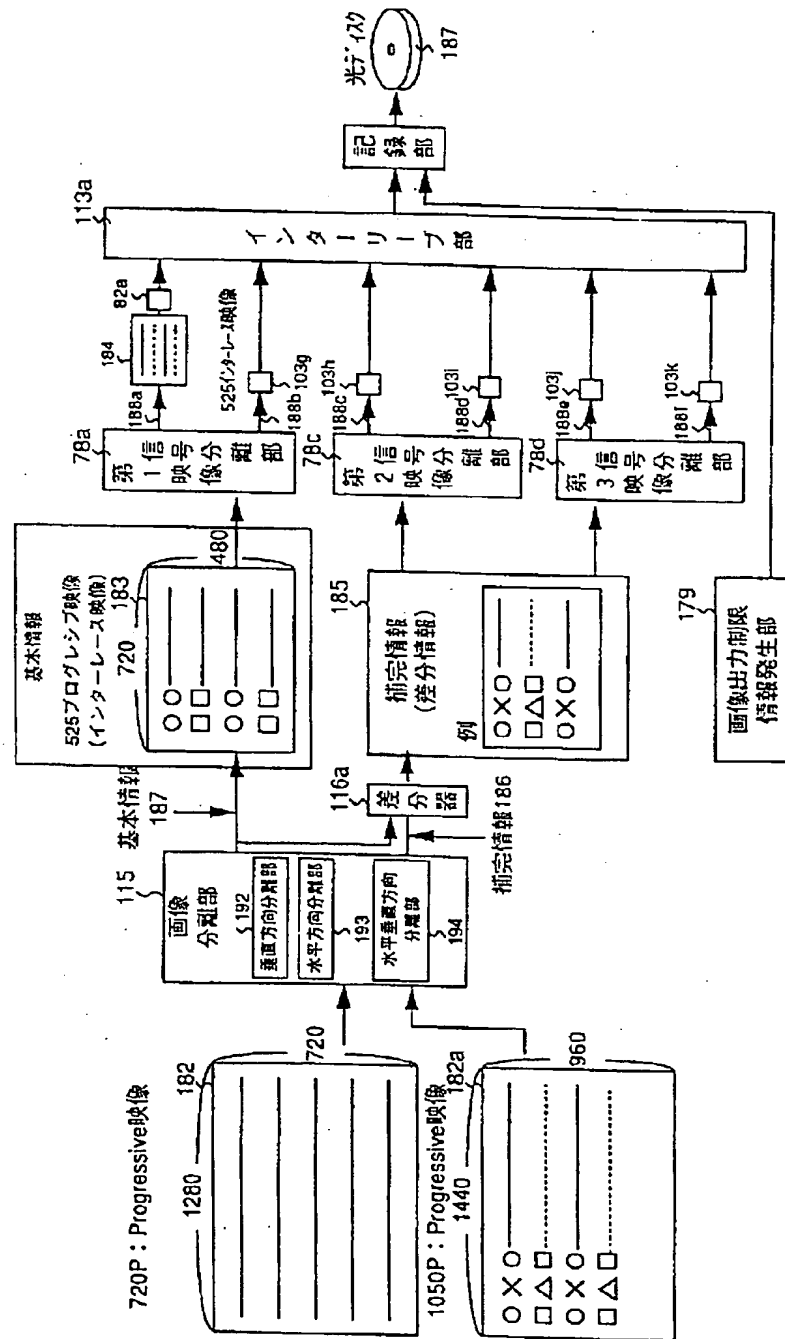 720P：Progressive映像
1280
182
720
1050P：Progressive映像
1440
182a
960
○×○
□△□
○×○
□△□
115
画像
分離部
192
垂直方向分離部
水平方向分離部
193
水平垂直方向
分離部
194
基本情報
187
116a
差分器
補完情報186
基本情報
525プログレシブ映像
(インターレース映像)
720
183
480
○○
□□
○○
□□
185
補完情報
(差分情報)
例
○×○
□△□
○×○
179
画像出力制限
情報発生部
78a
第1信号分離部
映像
188a
184
82a
525インターレース映像
188b
103g
78c
第2信号分離部
映像
188c
103h
188d
103i
78d
第3信号分離部
映像
188e
103j
188f
103k
113a
インターリーブ部
記録部
光ディスク
187